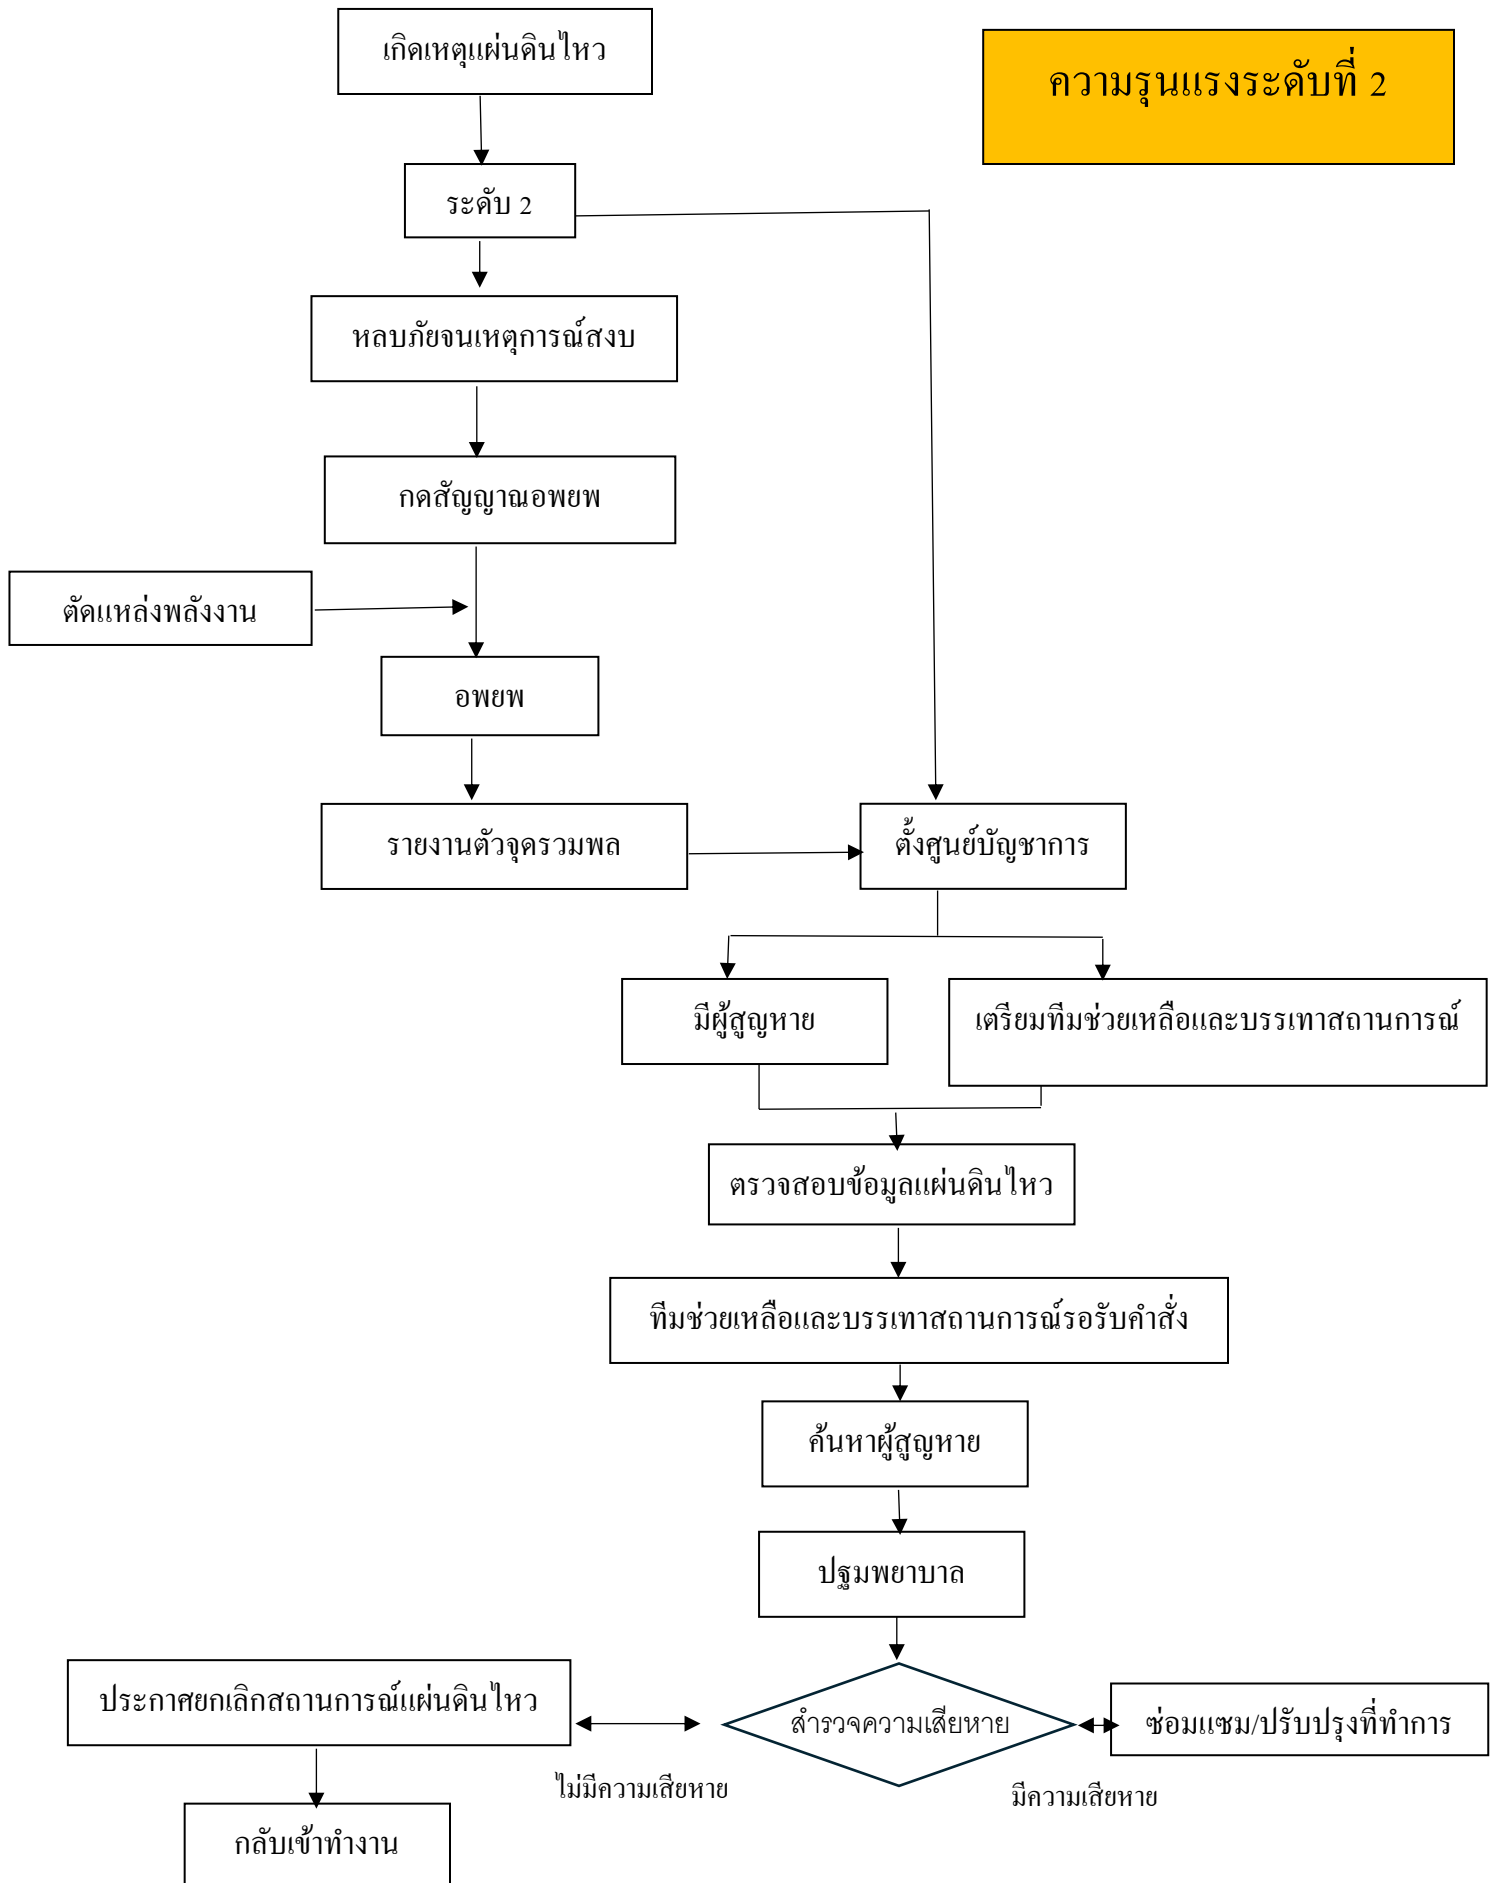 เกิดเหตุแผ่นดินไหว
ความรุนแรงระดับที่ 2
ระดับ 2
หลบภัยจนเหตุการณ์สงบ
กดสัญญาณอพยพ
ตัดแหล่งพลังงาน
อพยพ
รายงานตัวจุดรวมพล
ตั้งศูนย์บัญชาการ
มีผู้สูญหาย
เตรียมทีมช่วยเหลือและบรรเทาสถานการณ์
ตรวจสอบข้อมูลแผ่นดินไหว
ทีมช่วยเหลือและบรรเทาสถานการณ์รอรับคำสั่ง
ค้นหาผู้สูญหาย
ปฐมพยาบาล
ประกาศยกเลิกสถานการณ์แผ่นดินไหว
สำรวจความเสียหาย
ซ่อมแซม/ปรับปรุงที่ทำการ
ไม่มีความเสียหาย
มีความเสียหาย
กลับเข้าทำงาน